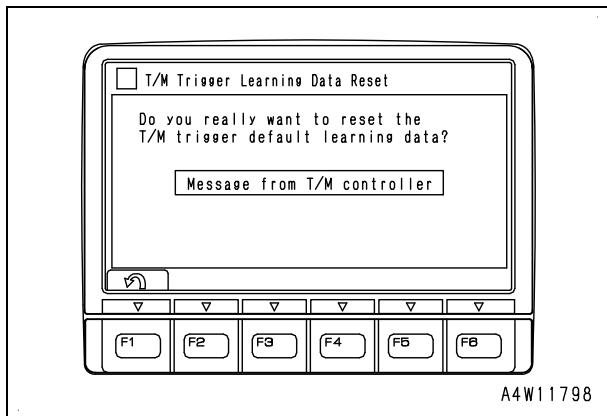 T/M Trigger Learning Data Reset
Do you really want to reset the
T/M trigger default learning data?
Message from T/M controller
F1 F2 F3 F4 F5 F6
A4W11798